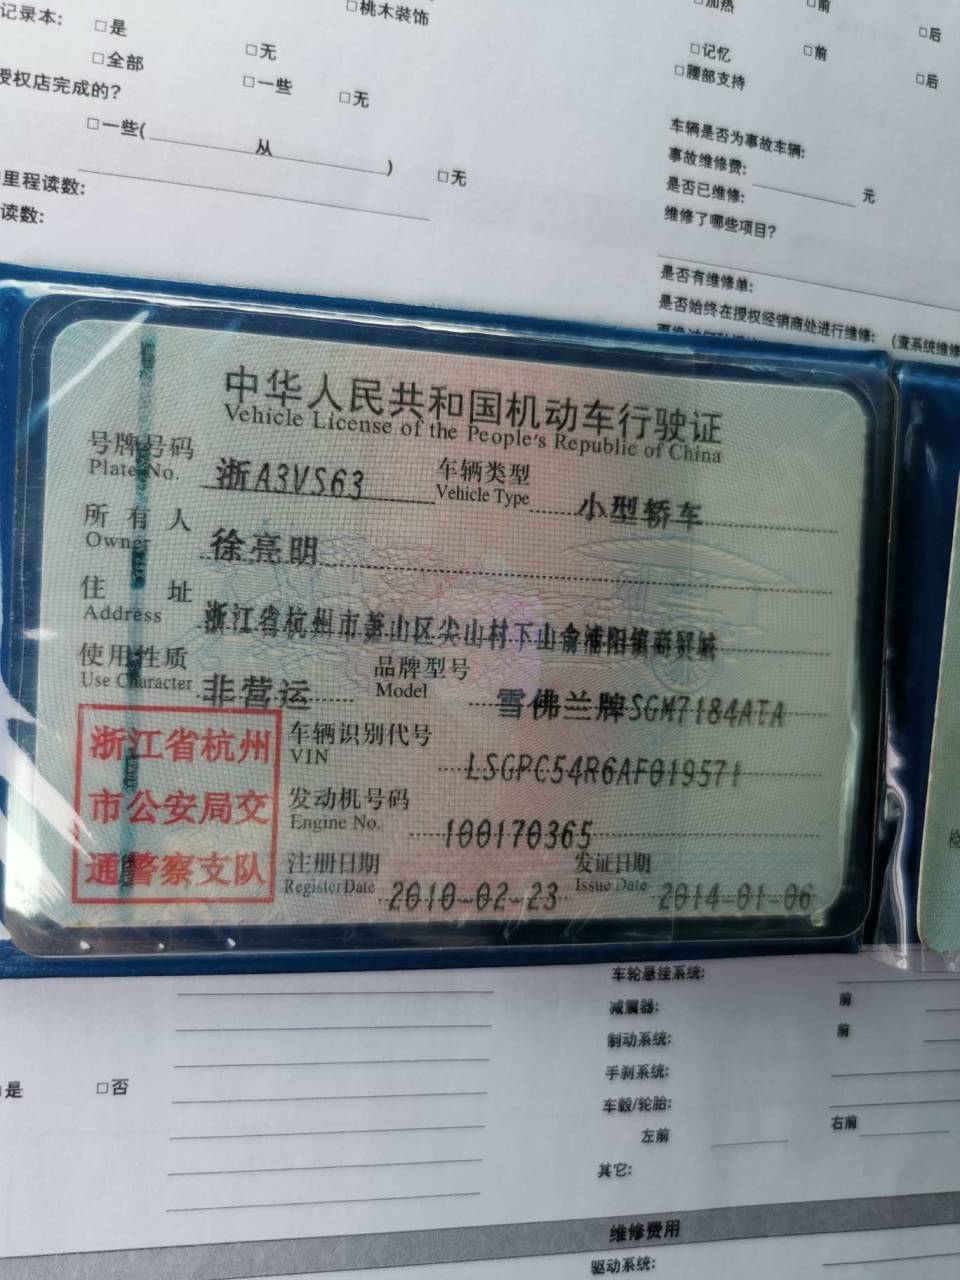 记录本: □是
□桃木装饰
□全部
□无
授权店完成的?
□一些
□无
□一些( 从 )
□无
里程读数:
读数:
□加热
□前
□后
□记忆
□前
□腰部支持
□后
车辆是否为事故车辆:
事故维修费: 元
是否已维修:
维修了哪些项目?
是否有维修单:
是否始终在授权经销商处进行维修: (查系统维修
中华人民共和国机动车行驶证
Vehicle License of the People's Republic of China
号牌号码 浙A3VS63 车辆类型 小型轿车
Plate No. Vehicle Type
所有人 徐亮明
Owner
住址 浙江省杭州市萧山区尖山村下山俞浦阳镇商贸城
Address
使用性质 非营运 品牌型号 雪佛兰牌SGM7184ATA
Use Character Model
浙江省杭州
市公安局交
通警察支队
车辆识别代号 LSGPC54R6AF019571
VIN
发动机号码 100170365
Engine No.
注册日期 2010-02-23 发证日期 2014-01-06
Register Date Issue Date
车轮悬挂系统:
减震器: 前
制动系统: 前
手刹系统:
车毂/轮胎:
左前 右前
其它:
是 □否
维修费用
驱动系统: